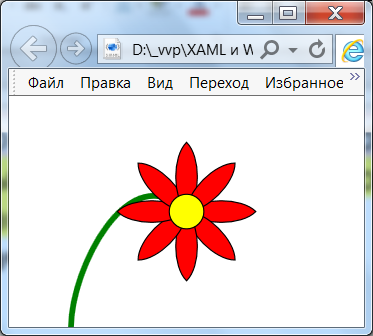 D:\_vvp\XAML и W
Файл Правка Вид Переход Избранное »